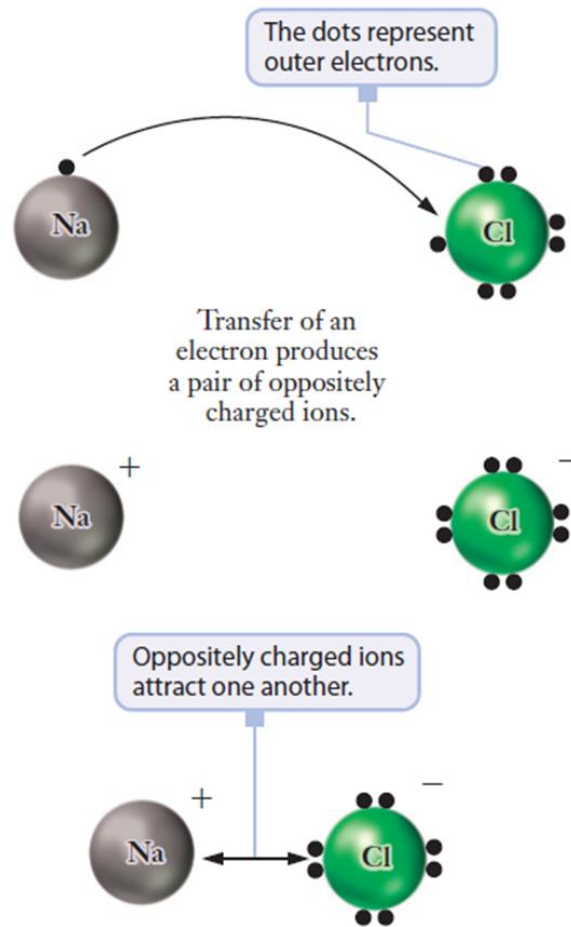 The dots represent
outer electrons.
Na
Cl
Transfer of an
electron produces
a pair of oppositely
charged ions.
Na
+
Cl
−
Oppositely charged ions
attract one another.
Na
+
Cl
−